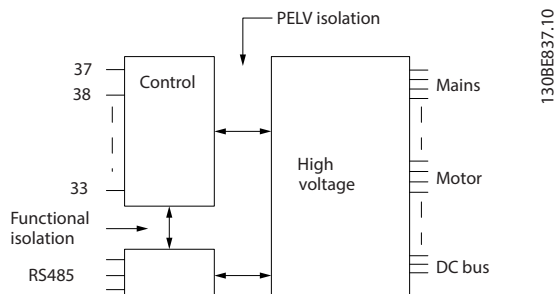 PELV isolation
130BE837.10
37
38
33
Control
High
voltage
Mains
Motor
DC bus
Functional
isolation
RS485